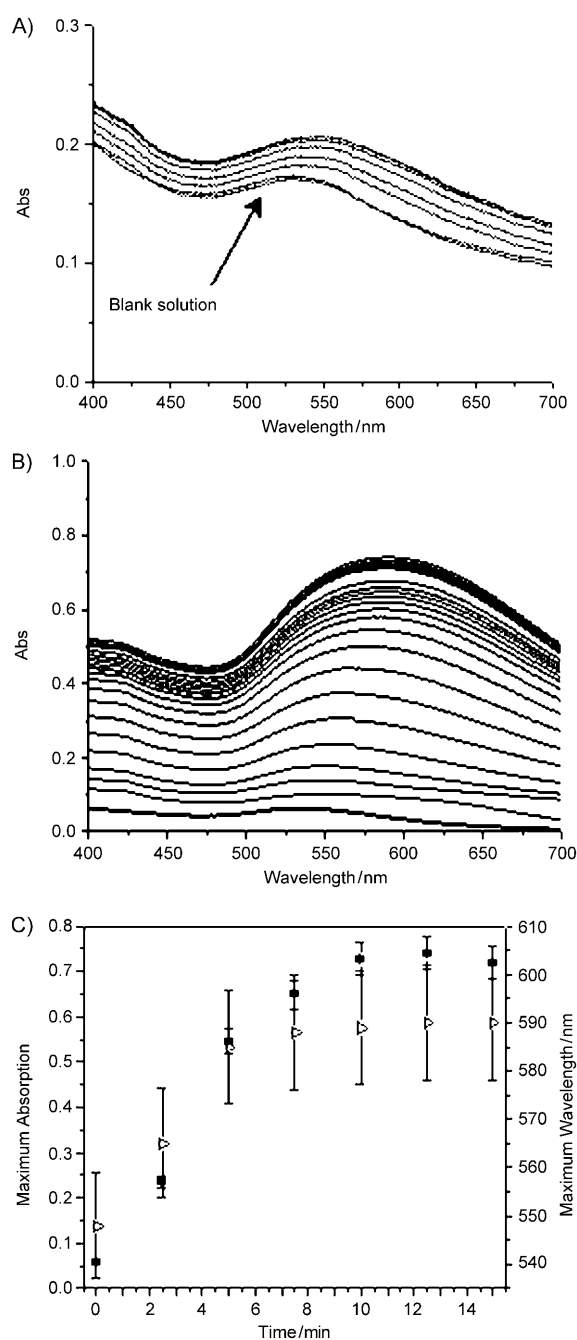 A)
0.3
0.2
0.1
0.0
Abs
Blank solution
400 450 500 550 600 650 700
Wavelength/nm
B)
1.0
0.8
0.6
0.4
0.2
0.0
Abs
400 450 500 550 600 650 700
Wavelength/nm
C)
0.8
0.7
0.6
0.5
0.4
0.3
0.2
0.1
0.0
Maximum Absorption
610
600
590
580
570
560
550
540
Maximum Wavelength/nm
0 2 4 6 8 10 12 14
Time/min